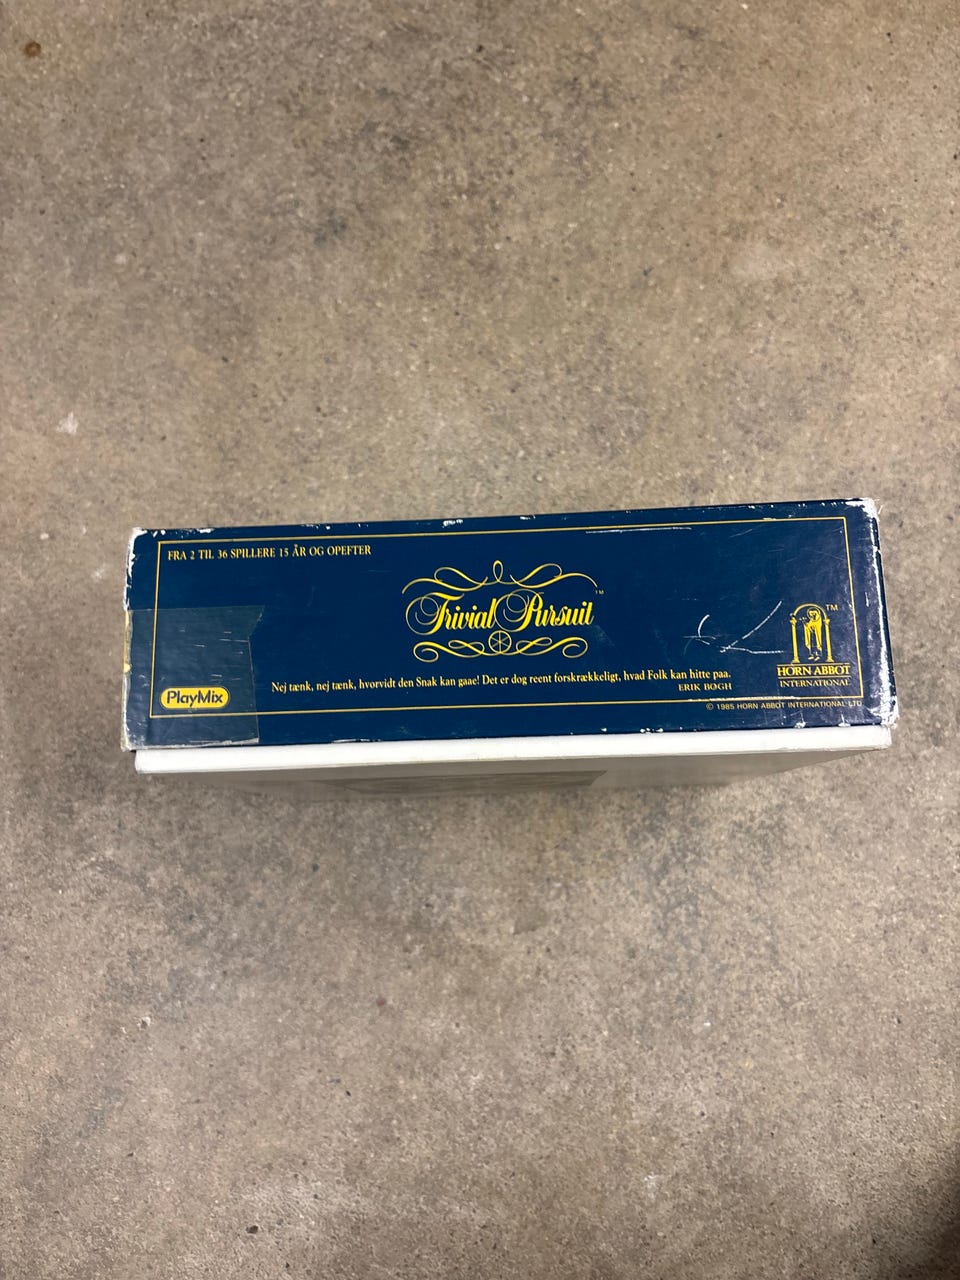 FRA 2 TIL 36 SPILLERE 15 ÅR OG OPEFTER
Trivial Pursuit™
PlayMix
Nej tænk, nej tænk, hvorvidt den Snak kan gaae! Det er dog reent forskrækkeligt, hvad Folk kan hitte paa.
ERIK BØGH
TM
HORN ABBOT
INTERNATIONAL
© 1985 HORN ABBOT INTERNATIONAL LTD